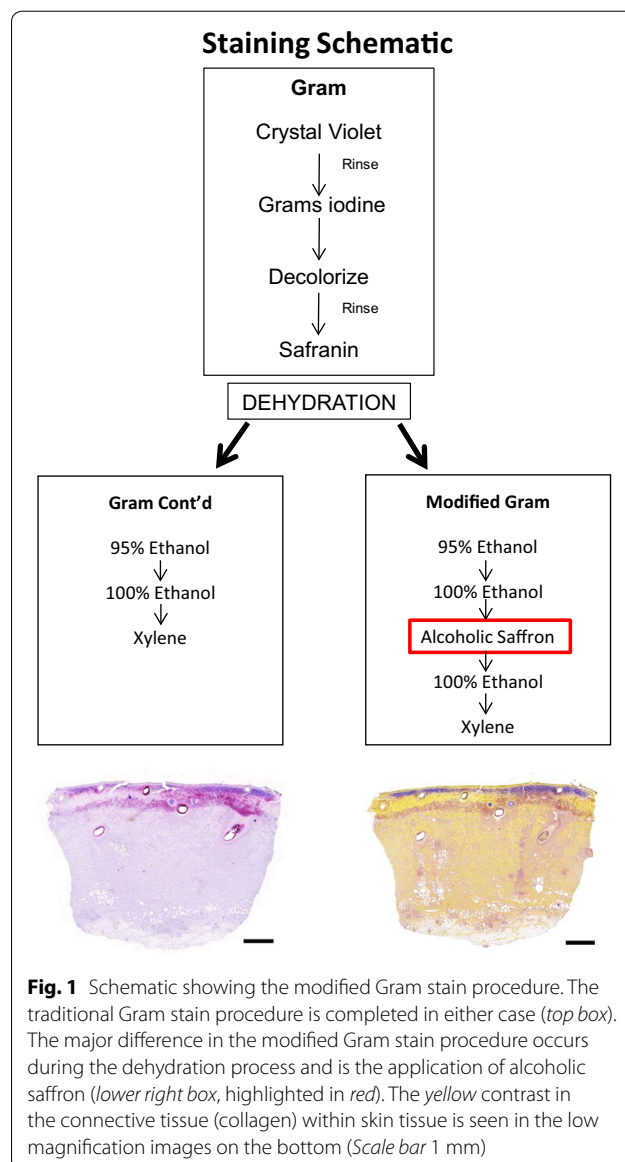 Staining Schematic
Gram
Crystal Violet
Rinse
Grams iodine
Decolorize
Rinse
Safranin
DEHYDRATION
Gram Cont'd
95% Ethanol
100% Ethanol
Xylene
Modified Gram
95% Ethanol
100% Ethanol
Alcoholic Saffron
100% Ethanol
Xylene
Fig. 1 Schematic showing the modified Gram stain procedure. The
traditional Gram stain procedure is completed in either case (top box).
The major difference in the modified Gram stain procedure occurs
during the dehydration process and is the application of alcoholic
saffron (lower right box, highlighted in red). The yellow contrast in
the connective tissue (collagen) within skin tissue is seen in the low
magnification images on the bottom (Scale bar 1 mm)